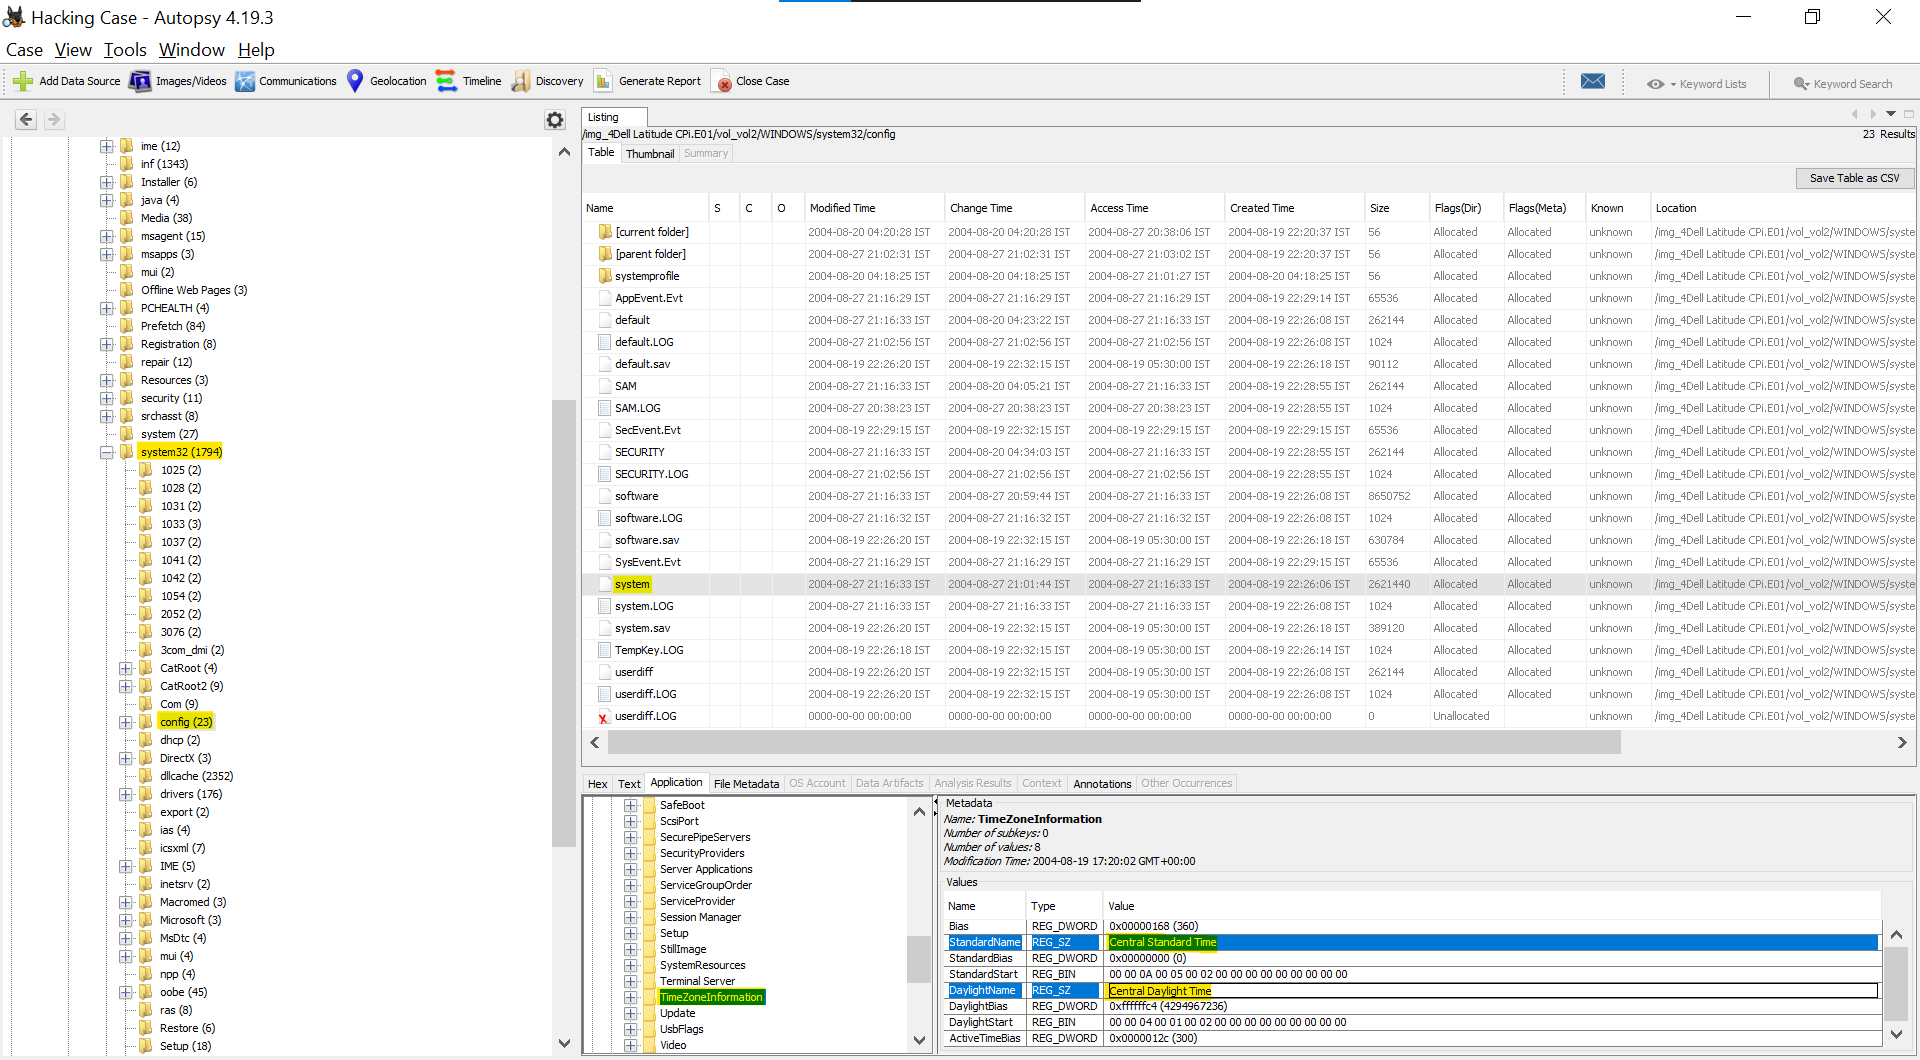 Hacking Case - Autopsy 4.19.3
Case View Tools Window Help
Add Data Source Images/Videos Communications Geolocation Timeline Discovery Generate Report Close Case Keyword Lists Keyword Search
ime (12)
inf (1343)
Installer (6)
java (4)
Media (38)
msagent (15)
msapps (3)
mui (2)
Offline Web Pages (3)
PCHEALTH (4)
Prefetch (84)
Registration (8)
repair (12)
Resources (3)
security (11)
srchasst (8)
system (27)
system32 (1794)
1025 (2)
1028 (2)
1031 (2)
1033 (3)
1037 (2)
1041 (2)
1042 (2)
1054 (2)
2052 (2)
3076 (2)
3com_dmi (2)
CatRoot (4)
CatRoot2 (9)
Com (9)
config (23)
dhcp (2)
DirectX (3)
dllcache (2352)
drivers (176)
export (2)
ias (4)
icsxml (7)
IME (5)
inetsrv (2)
Macromed (3)
Microsoft (3)
MsDtc (4)
mui (4)
npp (4)
oobe (45)
ras (8)
Restore (6)
Setup (18)
Listing
/img_4Dell Latitude CPi.E01/vol_vol2/WINDOWS/system32/config 23 Results
Table Thumbnail Summary
Save Table as CSV
Name S C O Modified Time Change Time Access Time Created Time Size Flags(Dir) Flags(Meta) Known Location
[current folder] 2004-08-20 04:20:28 IST 2004-08-20 04:20:28 IST 2004-08-27 20:38:06 IST 2004-08-19 22:20:37 IST 56 Allocated Allocated unknown /img_4Dell Latitude CPi.E01/vol_vol2/WINDOWS/syste
[parent folder] 2004-08-27 21:02:31 IST 2004-08-27 21:02:31 IST 2004-08-27 21:03:02 IST 2004-08-19 22:20:37 IST 56 Allocated Allocated unknown /img_4Dell Latitude CPi.E01/vol_vol2/WINDOWS/syste
systemprofile 2004-08-20 04:18:25 IST 2004-08-20 04:18:25 IST 2004-08-27 21:01:27 IST 2004-08-20 04:18:25 IST 56 Allocated Allocated unknown /img_4Dell Latitude CPi.E01/vol_vol2/WINDOWS/syste
AppEvent.Evt 2004-08-27 21:16:29 IST 2004-08-27 21:16:29 IST 2004-08-27 21:16:29 IST 2004-08-19 22:29:14 IST 65536 Allocated Allocated unknown /img_4Dell Latitude CPi.E01/vol_vol2/WINDOWS/syste
default 2004-08-27 21:16:33 IST 2004-08-20 04:23:22 IST 2004-08-27 21:16:33 IST 2004-08-19 22:26:08 IST 262144 Allocated Allocated unknown /img_4Dell Latitude CPi.E01/vol_vol2/WINDOWS/syste
default.LOG 2004-08-27 21:02:56 IST 2004-08-27 21:02:56 IST 2004-08-27 21:02:56 IST 2004-08-19 22:26:08 IST 1024 Allocated Allocated unknown /img_4Dell Latitude CPi.E01/vol_vol2/WINDOWS/syste
default.sav 2004-08-19 22:26:20 IST 2004-08-19 22:32:15 IST 2004-08-19 05:30:00 IST 2004-08-19 22:26:18 IST 90112 Allocated Allocated unknown /img_4Dell Latitude CPi.E01/vol_vol2/WINDOWS/syste
SAM 2004-08-27 21:16:33 IST 2004-08-20 04:05:21 IST 2004-08-27 21:16:33 IST 2004-08-19 22:28:55 IST 262144 Allocated Allocated unknown /img_4Dell Latitude CPi.E01/vol_vol2/WINDOWS/syste
SAM.LOG 2004-08-27 20:38:23 IST 2004-08-27 20:38:23 IST 2004-08-27 20:38:23 IST 2004-08-19 22:28:55 IST 1024 Allocated Allocated unknown /img_4Dell Latitude CPi.E01/vol_vol2/WINDOWS/syste
SecEvent.Evt 2004-08-19 22:29:15 IST 2004-08-19 22:32:15 IST 2004-08-19 22:29:15 IST 2004-08-19 22:29:15 IST 65536 Allocated Allocated unknown /img_4Dell Latitude CPi.E01/vol_vol2/WINDOWS/syste
SECURITY 2004-08-27 21:16:33 IST 2004-08-20 04:34:03 IST 2004-08-27 21:16:33 IST 2004-08-19 22:28:55 IST 262144 Allocated Allocated unknown /img_4Dell Latitude CPi.E01/vol_vol2/WINDOWS/syste
SECURITY.LOG 2004-08-27 21:02:56 IST 2004-08-27 21:02:56 IST 2004-08-27 21:02:56 IST 2004-08-19 22:28:55 IST 1024 Allocated Allocated unknown /img_4Dell Latitude CPi.E01/vol_vol2/WINDOWS/syste
software 2004-08-27 21:16:33 IST 2004-08-27 20:59:44 IST 2004-08-27 21:16:33 IST 2004-08-19 22:26:08 IST 8650752 Allocated Allocated unknown /img_4Dell Latitude CPi.E01/vol_vol2/WINDOWS/syste
software.LOG 2004-08-27 21:16:32 IST 2004-08-27 21:16:32 IST 2004-08-27 21:16:32 IST 2004-08-19 22:26:08 IST 1024 Allocated Allocated unknown /img_4Dell Latitude CPi.E01/vol_vol2/WINDOWS/syste
software.sav 2004-08-19 22:26:20 IST 2004-08-19 22:32:15 IST 2004-08-19 05:30:00 IST 2004-08-19 22:26:18 IST 630784 Allocated Allocated unknown /img_4Dell Latitude CPi.E01/vol_vol2/WINDOWS/syste
SysEvent.Evt 2004-08-27 21:16:29 IST 2004-08-27 21:16:29 IST 2004-08-27 21:16:29 IST 2004-08-19 22:29:15 IST 65536 Allocated Allocated unknown /img_4Dell Latitude CPi.E01/vol_vol2/WINDOWS/syste
system 2004-08-27 21:16:33 IST 2004-08-27 21:01:44 IST 2004-08-27 21:16:33 IST 2004-08-19 22:26:06 IST 2621440 Allocated Allocated unknown /img_4Dell Latitude CPi.E01/vol_vol2/WINDOWS/syste
system.LOG 2004-08-27 21:16:33 IST 2004-08-27 21:16:33 IST 2004-08-27 21:16:33 IST 2004-08-19 22:26:08 IST 1024 Allocated Allocated unknown /img_4Dell Latitude CPi.E01/vol_vol2/WINDOWS/syste
system.sav 2004-08-19 22:26:20 IST 2004-08-19 22:32:15 IST 2004-08-19 05:30:00 IST 2004-08-19 22:26:18 IST 389120 Allocated Allocated unknown /img_4Dell Latitude CPi.E01/vol_vol2/WINDOWS/syste
TempKey.LOG 2004-08-19 22:26:18 IST 2004-08-19 22:32:15 IST 2004-08-19 05:30:00 IST 2004-08-19 22:26:14 IST 1024 Allocated Allocated unknown /img_4Dell Latitude CPi.E01/vol_vol2/WINDOWS/syste
userdiff 2004-08-19 22:26:20 IST 2004-08-19 22:32:15 IST 2004-08-19 05:30:00 IST 2004-08-19 22:26:18 IST 262144 Allocated Allocated unknown /img_4Dell Latitude CPi.E01/vol_vol2/WINDOWS/syste
userdiff.LOG 2004-08-19 22:26:20 IST 2004-08-19 22:32:15 IST 2004-08-19 05:30:00 IST 2004-08-19 22:26:18 IST 1024 Allocated Allocated unknown /img_4Dell Latitude CPi.E01/vol_vol2/WINDOWS/syste
userdiff.LOG 0000-00-00 00:00:00 0000-00-00 00:00:00 0000-00-00 00:00:00 0000-00-00 00:00:00 0 Unallocated unknown /img_4Dell Latitude CPi.E01/vol_vol2/WINDOWS/syste
Hex Text Application File Metadata OS Account Data Artifacts Analysis Results Context Annotations Other Occurrences
SafeBoot
ScsiPort
SecurePipeServers
SecurityProviders
Server Applications
ServiceGroupOrder
ServiceProvider
Session Manager
Setup
StillImage
SystemResources
Terminal Server
TimeZoneInformation
Update
UsbFlags
Video
Metadata
Name: TimeZoneInformation
Number of subkeys: 0
Number of values: 8
Modification Time: 2004-08-19 17:20:02 GMT+00:00
Values
Name Type Value
Bias REG_DWORD 0x00000168 (360)
StandardName REG_SZ Central Standard Time
StandardBias REG_DWORD 0x00000000 (0)
StandardStart REG_BIN 00 00 0A 00 05 00 02 00 00 00 00 00 00 00 00 00
DaylightName REG_SZ Central Daylight Time
DaylightBias REG_DWORD 0xffffffc4 (4294967236)
DaylightStart REG_BIN 00 00 04 00 01 00 02 00 00 00 00 00 00 00 00 00
ActiveTimeBias REG_DWORD 0x0000012c (300)